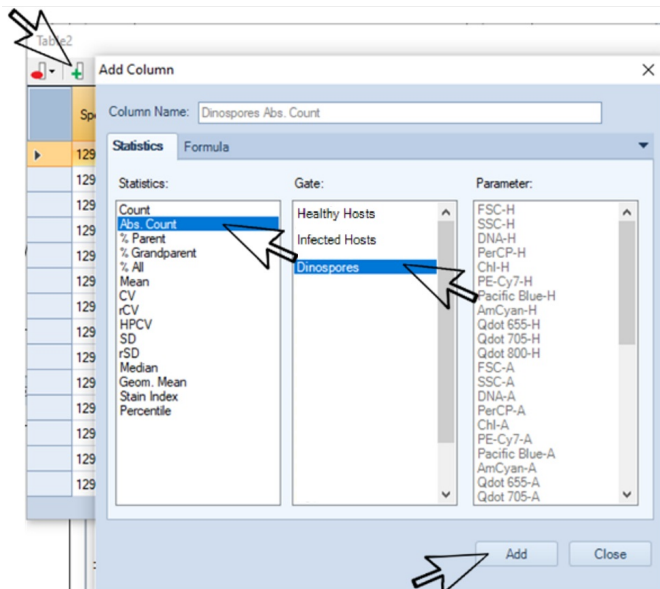 Table2
Add Column
Column Name: Dinospores Abs. Count
Statistics Formula
Statistics:
Count
Abs. Count
% Parent
% Grandparent
% All
Mean
CV
rCV
HPCV
SD
rSD
Median
Geom. Mean
Stain Index
Percentile
Gate:
Healthy Hosts
Infected Hosts
Dinospores
Parameter:
FSC-H
SSC-H
DNA-H
PerCP-H
Chl-H
PE-Cy7-H
Pacific Blue-H
AmCyan-H
Qdot 655-H
Qdot 705-H
Qdot 800-H
FSC-A
SSC-A
DNA-A
PerCP-A
Chl-A
PE-Cy7-A
Pacific Blue-A
AmCyan-A
Qdot 655-A
Qdot 705-A
Add Close
Sp
129
129
129
129
129
129
129
129
129
129
129
129
129
129